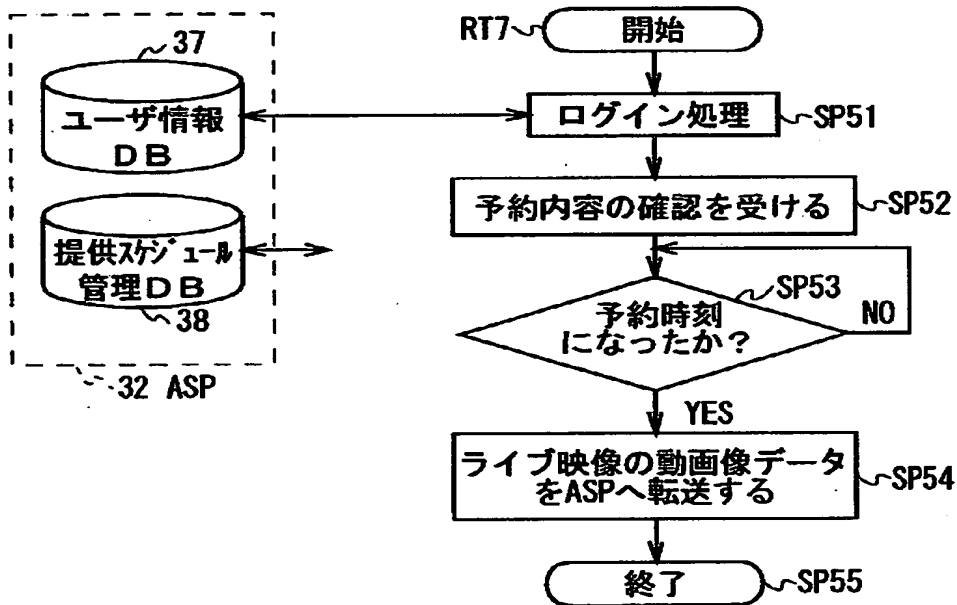 37
ユーザ情報
DB
提供スケジュール
管理DB
38
32 ASP
RT7
開始
ログイン処理
SP51
予約内容の確認を受ける
SP52
SP53
予約時刻
になったか?
NO
YES
ライブ映像の動画像データ
をASPへ転送する
SP54
終了
SP55